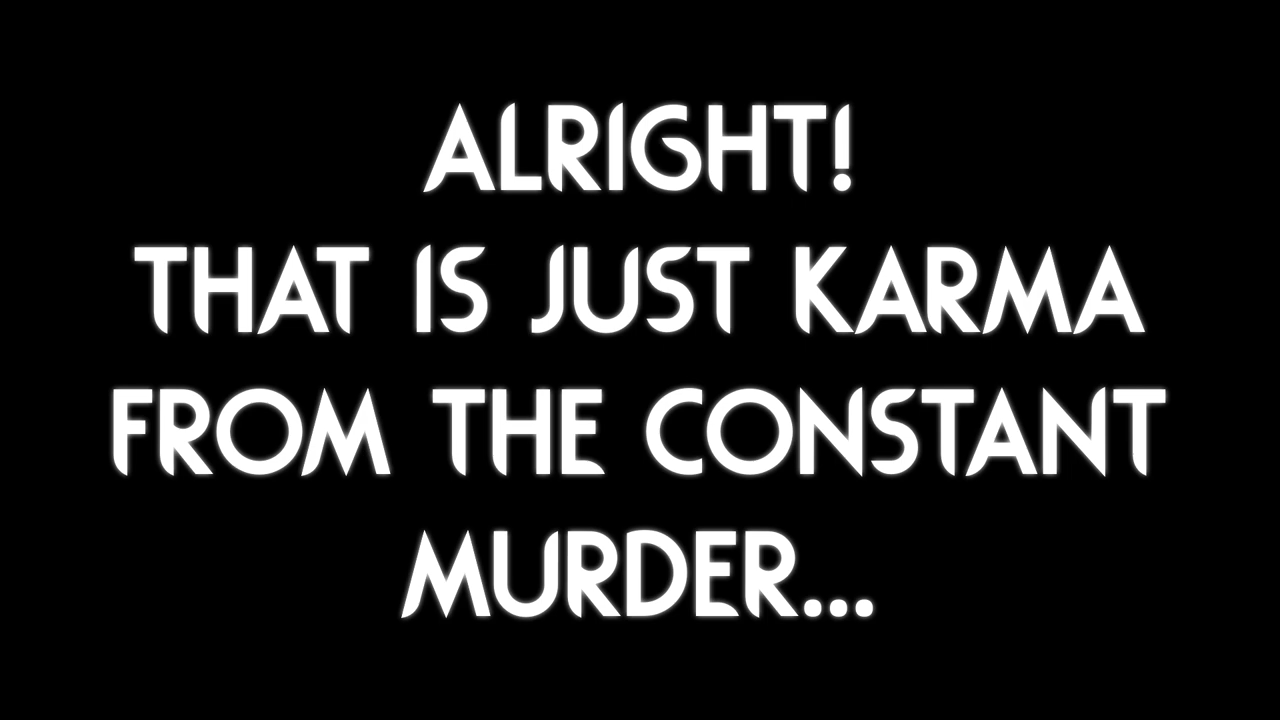 ALRIGHT!
THAT IS JUST KARMA
FROM THE CONSTANT
MURDER...